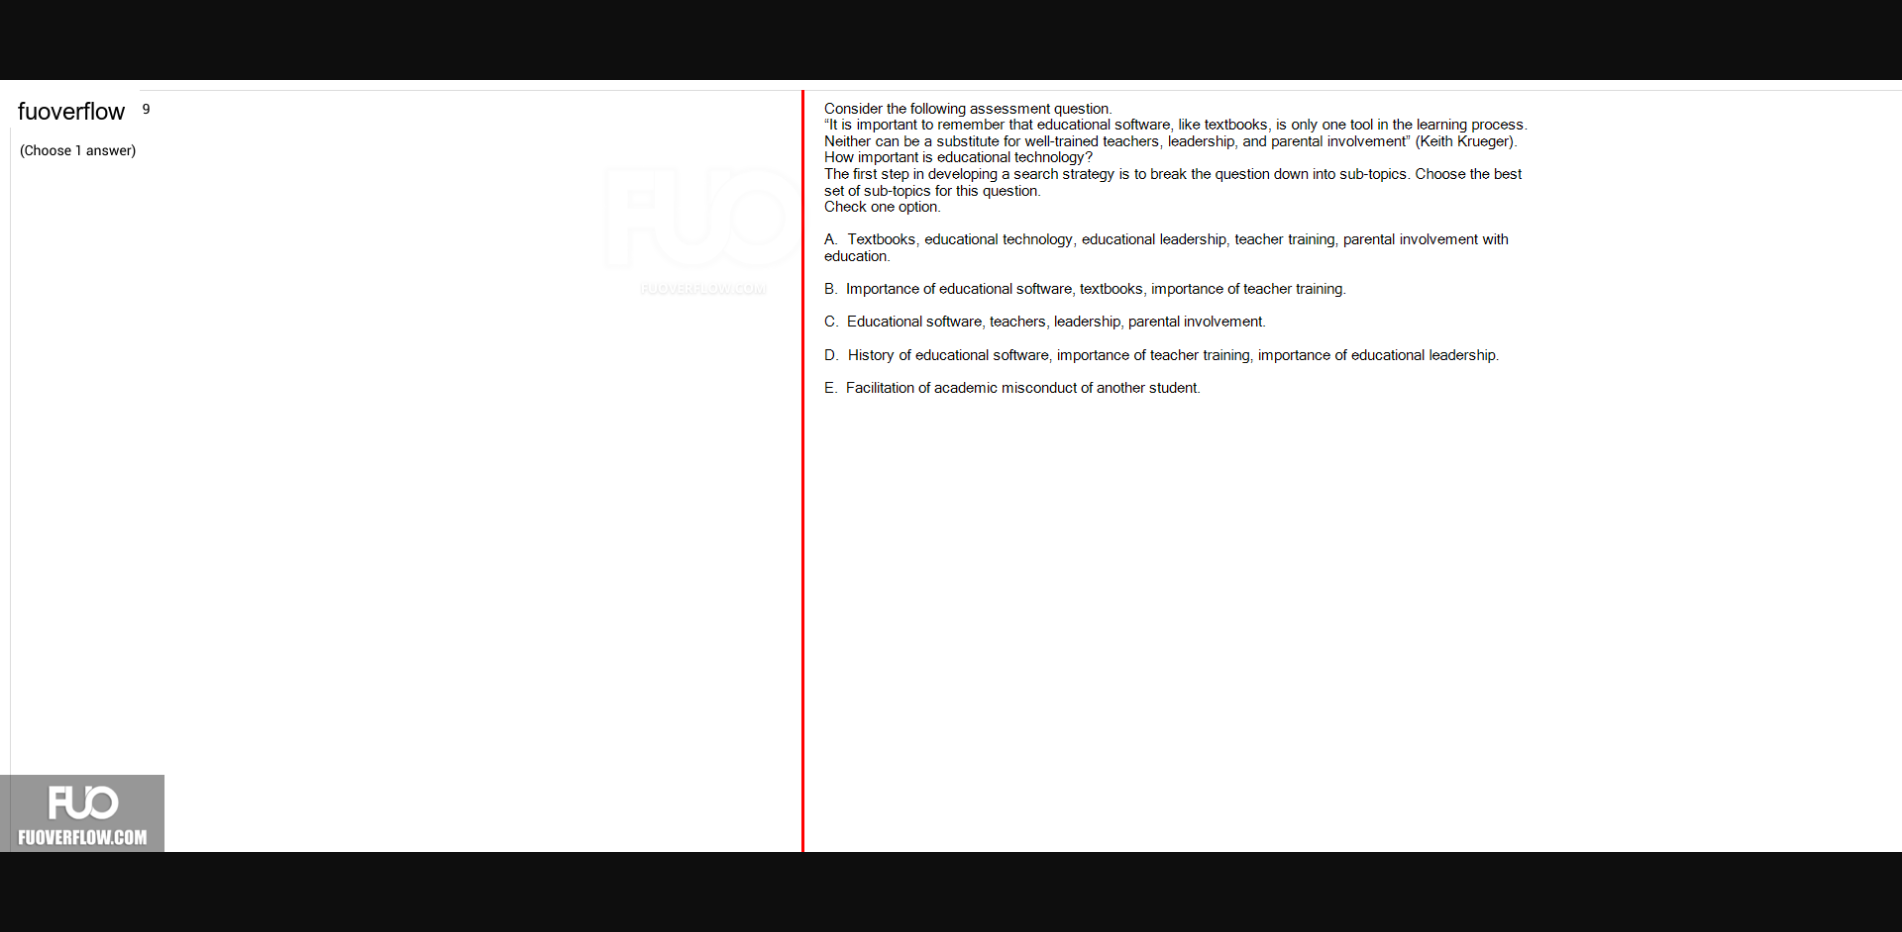 fuoverflow 9
(Choose 1 answer)
FUO
FUOVERFLOW.COM
Consider the following assessment question.
“It is important to remember that educational software, like textbooks, is only one tool in the learning process.
Neither can be a substitute for well-trained teachers, leadership, and parental involvement” (Keith Krueger).
How important is educational technology?
The first step in developing a search strategy is to break the question down into sub-topics. Choose the best
set of sub-topics for this question.
Check one option.
A. Textbooks, educational technology, educational leadership, teacher training, parental involvement with
education.
B. Importance of educational software, textbooks, importance of teacher training.
C. Educational software, teachers, leadership, parental involvement.
D. History of educational software, importance of teacher training, importance of educational leadership.
E. Facilitation of academic misconduct of another student.
FUO
FUOVERFLOW.COM